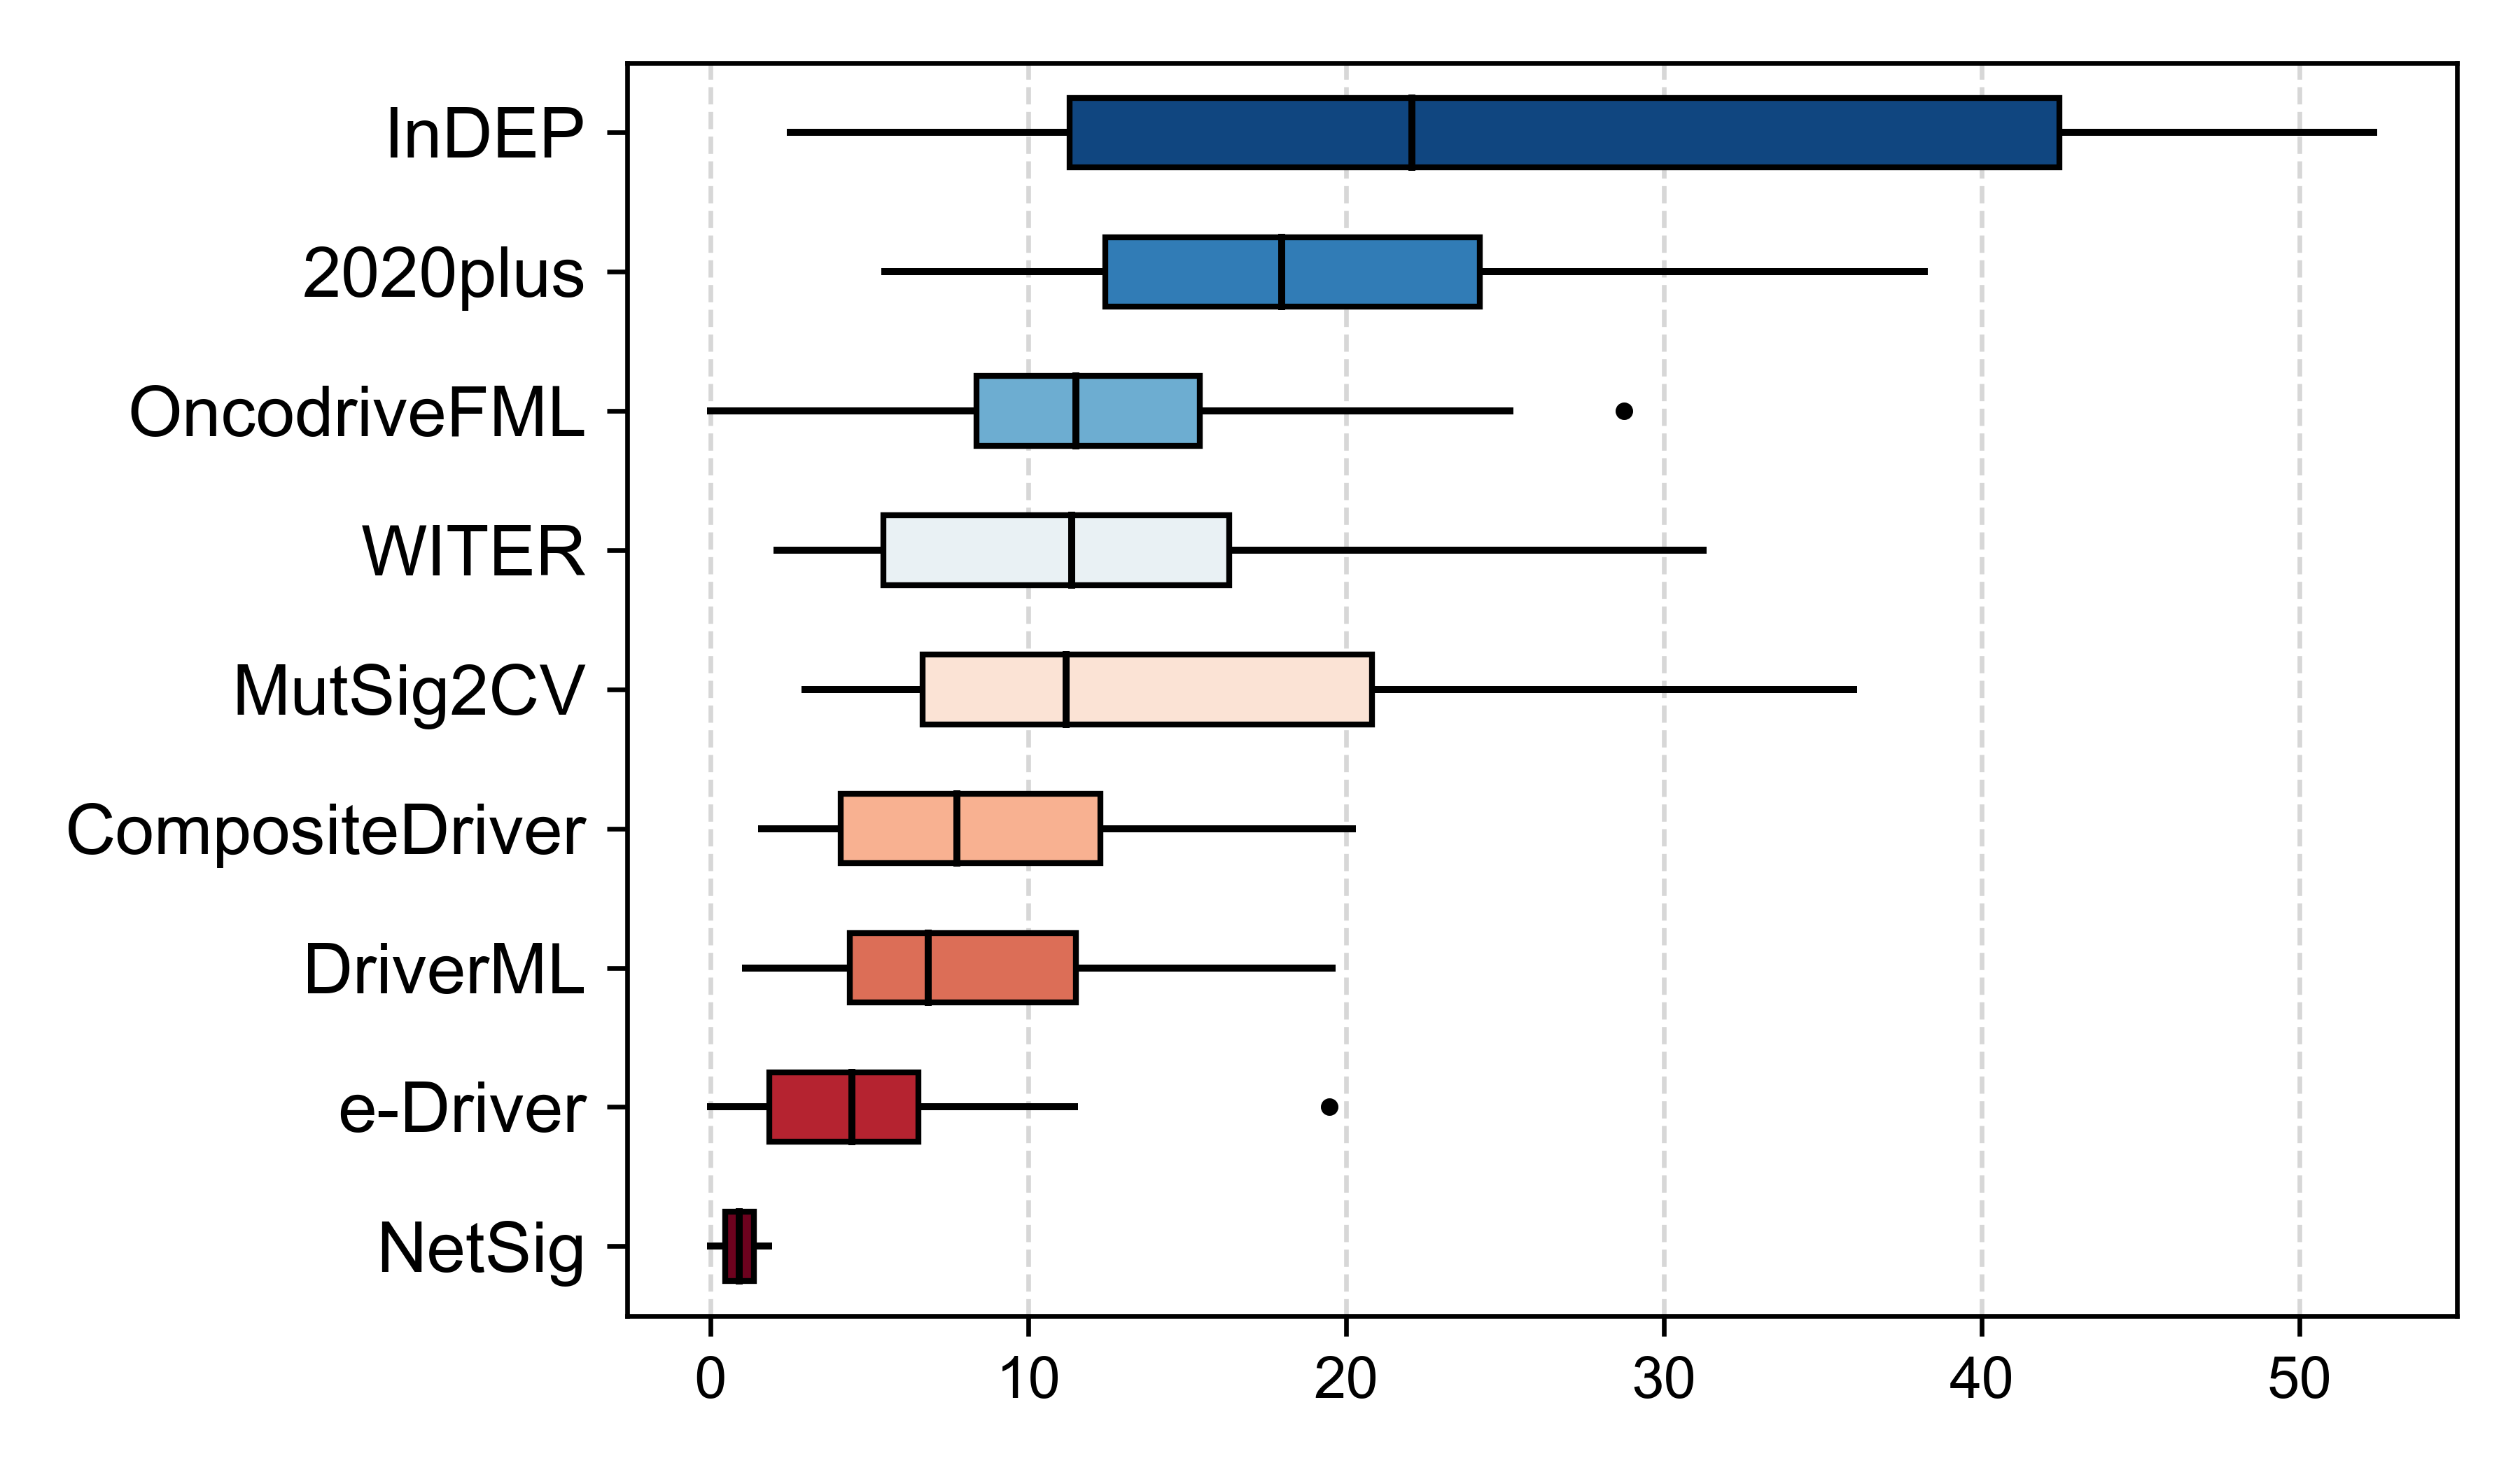 InDEP
2020plus
OncodriveFML
WITER
MutSig2CV
CompositeDriver
DriverML
e-Driver
NetSig
0 10 20 30 40 50